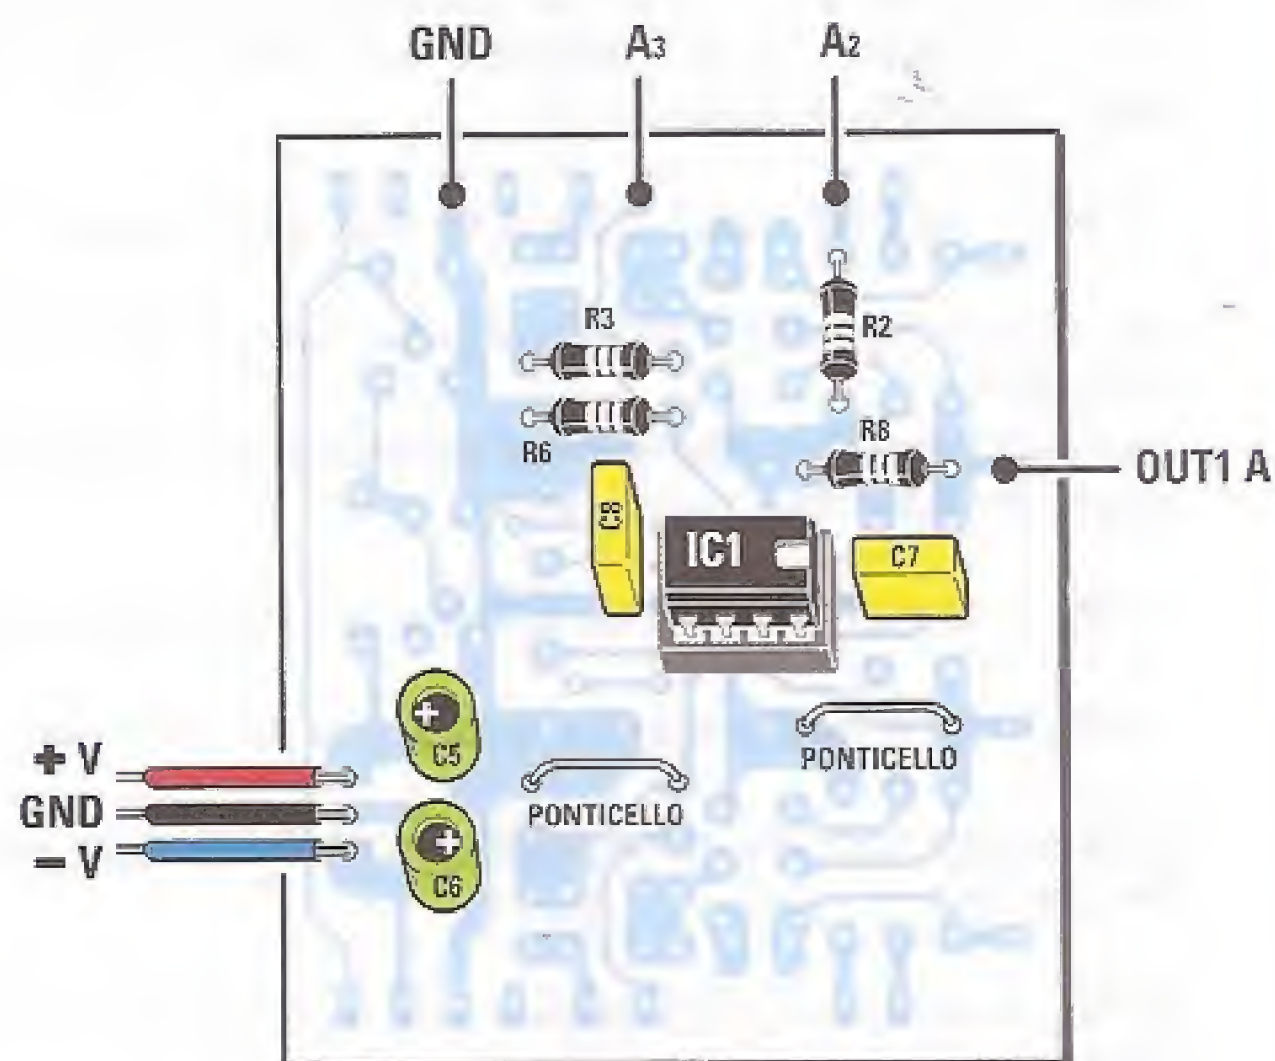 GND A3 A2
R3
R2
R6
R8
OUT1 A
C8
IC1
C7
+
C5
PONTICELLO
+ V
GND
- V
PONTICELLO
+
C6